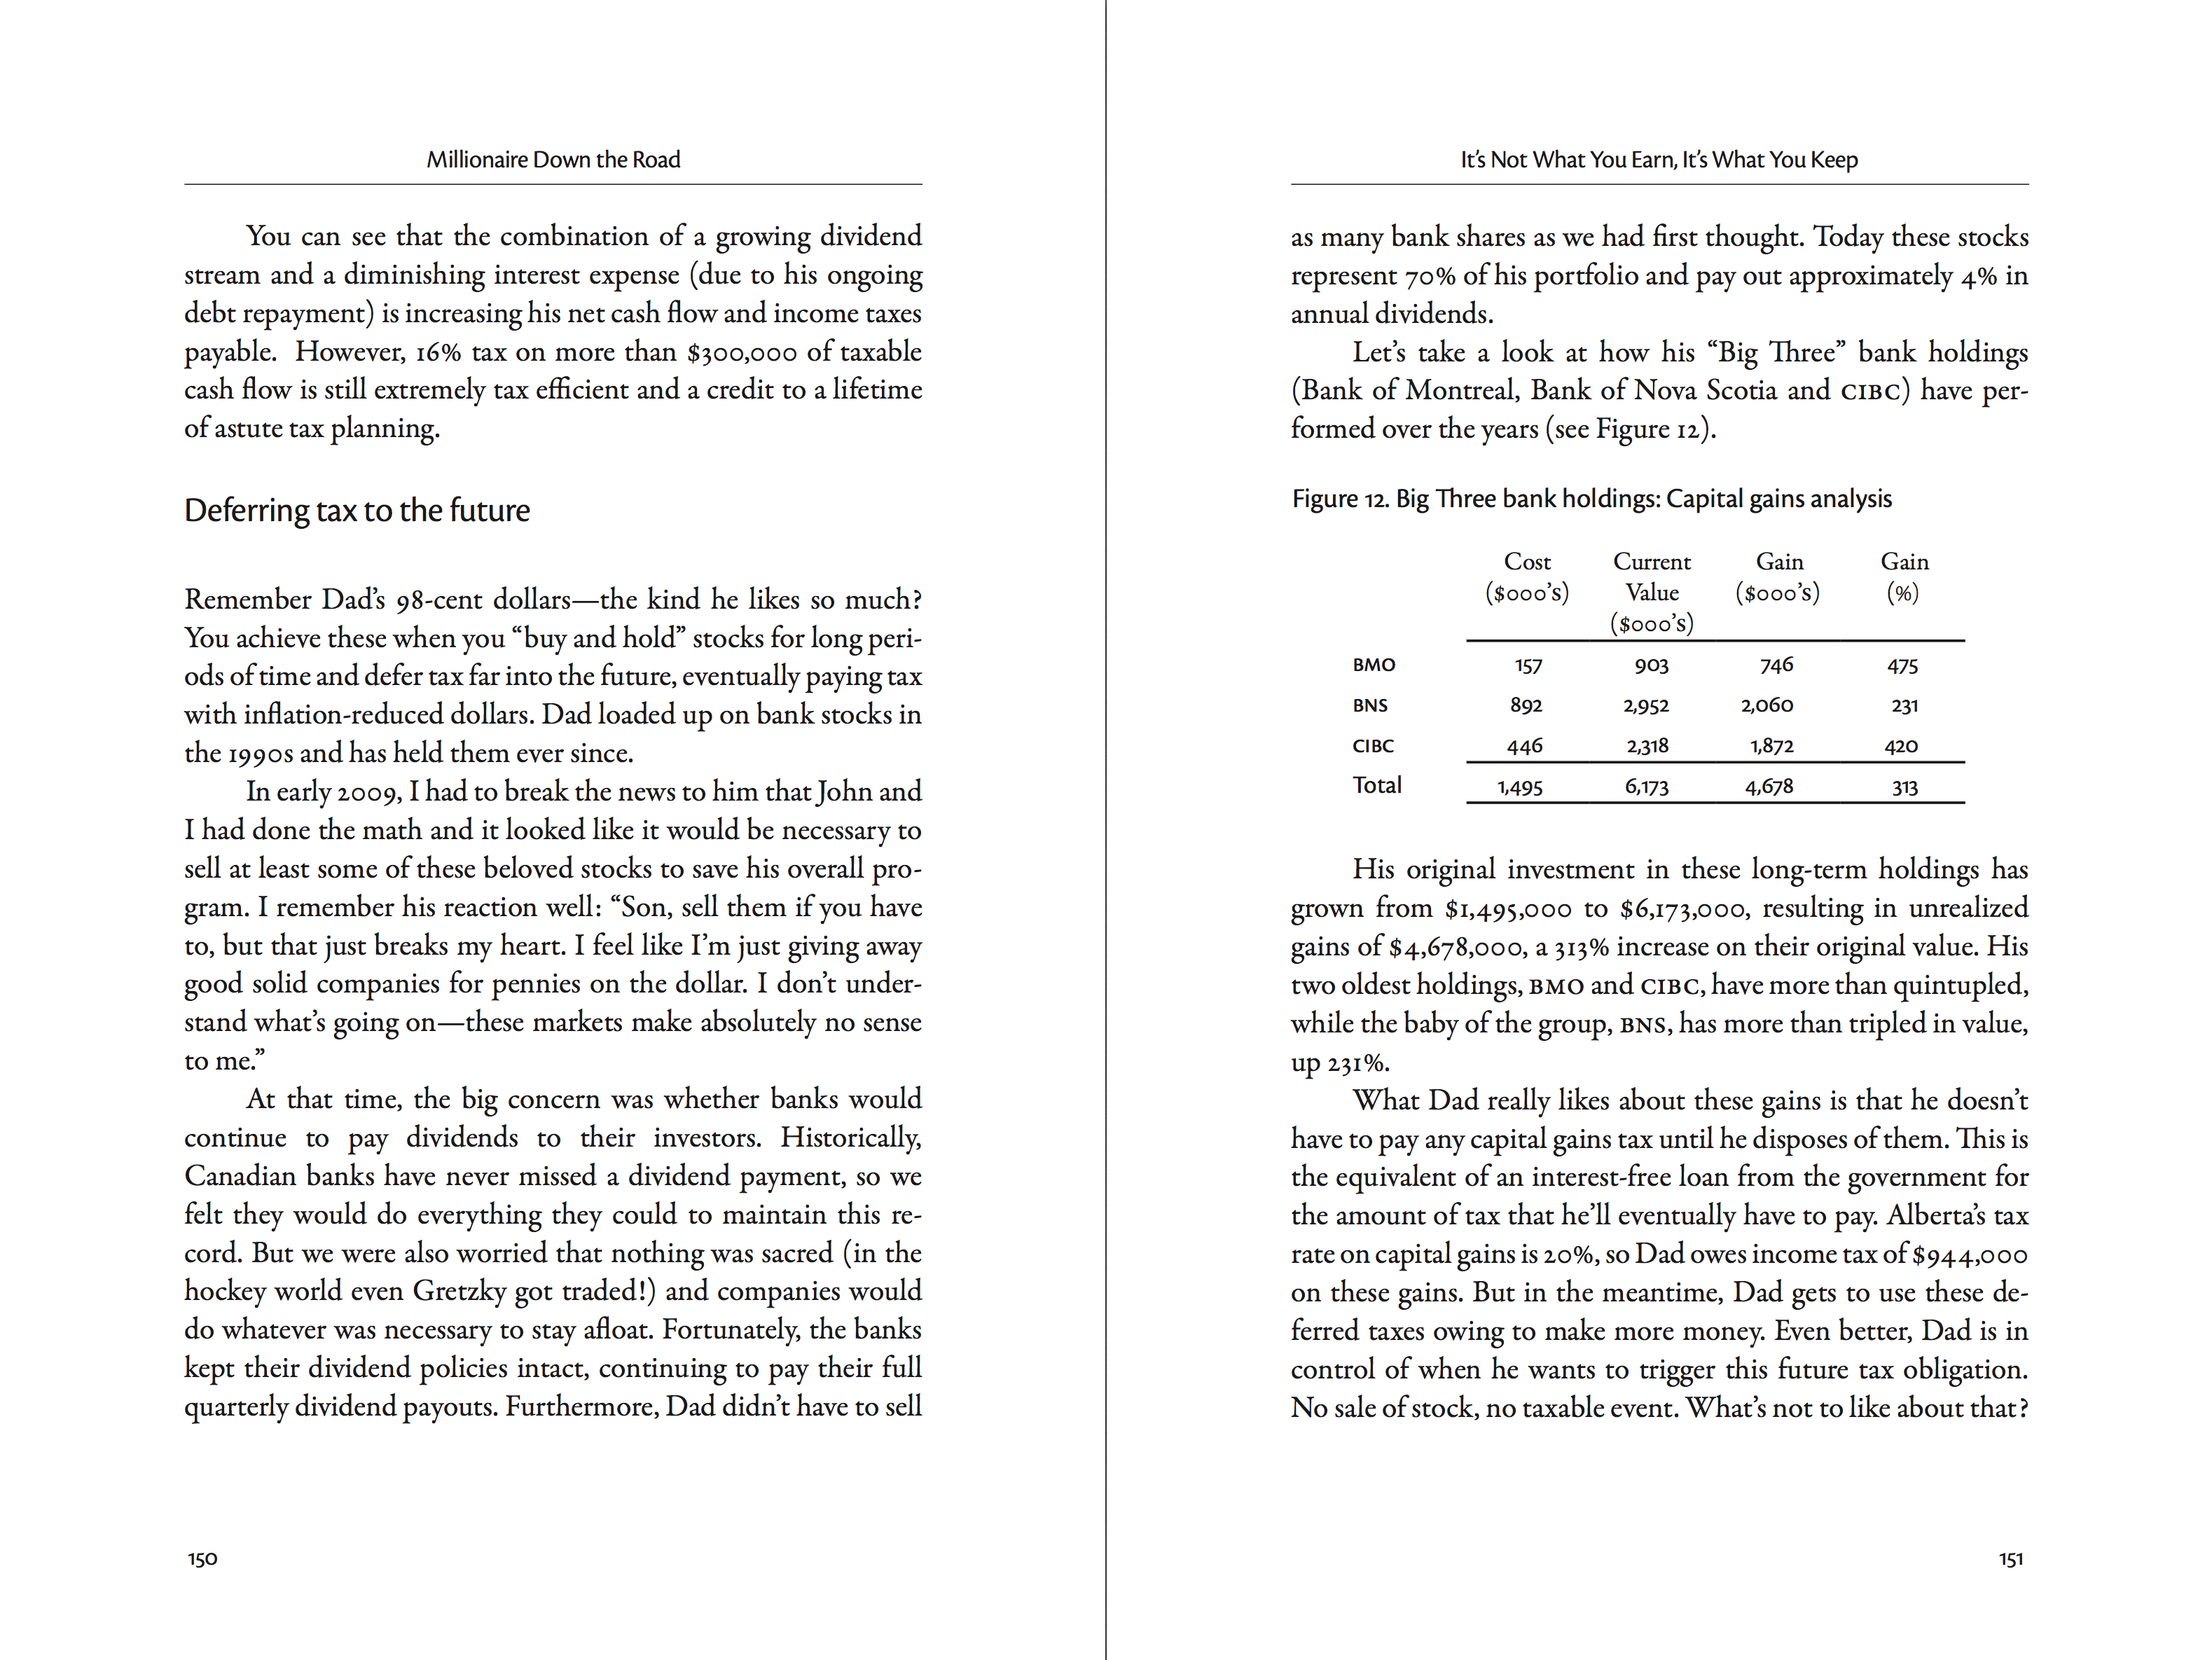 Millionaire Down the Road
You can see that the combination of a growing dividend
stream and a diminishing interest expense (due to his ongoing
debt repayment) is increasing his net cash flow and income taxes
payable.  However, 16% tax on more than $300,000 of taxable
cash flow is still extremely tax efficient and a credit to a lifetime
of astute tax planning.
Deferring tax to the future
Remember Dad’s 98-cent dollars—the kind he likes so much?
You achieve these when you “buy and hold” stocks for long peri-
ods of time and defer tax far into the future, eventually paying tax
with inflation-reduced dollars. Dad loaded up on bank stocks in
the 1990s and has held them ever since.
In early 2009, I had to break the news to him that John and
I had done the math and it looked like it would be necessary to
sell at least some of these beloved stocks to save his overall pro-
gram. I remember his reaction well: “Son, sell them if you have
to, but that just breaks my heart. I feel like I’m just giving away
good solid companies for pennies on the dollar. I don’t under-
stand what’s going on—these markets make absolutely no sense
to me.”
At that time, the big concern was whether banks would
continue to pay dividends to their investors. Historically,
Canadian banks have never missed a dividend payment, so we
felt they would do everything they could to maintain this re-
cord. But we were also worried that nothing was sacred (in the
hockey world even Gretzky got traded!) and companies would
do whatever was necessary to stay afloat. Fortunately, the banks
kept their dividend policies intact, continuing to pay their full
quarterly dividend payouts. Furthermore, Dad didn’t have to sell
150
It’s Not What You Earn, It’s What You Keep
as many bank shares as we had first thought. Today these stocks
represent 70% of his portfolio and pay out approximately 4% in
annual dividends.
Let’s take a look at how his “Big Three” bank holdings
(Bank of Montreal, Bank of Nova Scotia and CIBC) have per-
formed over the years (see Figure 12).
Figure 12. Big Three bank holdings: Capital gains analysis
Cost Current Gain Gain
($000’s) Value ($000’s) (%)
($000’s)
BMO 157 903 746 475
BNS 892 2,952 2,060 231
CIBC 446 2,318 1,872 420
Total 1,495 6,173 4,678 313
His original investment in these long-term holdings has
grown from $1,495,000 to $6,173,000, resulting in unrealized
gains of $4,678,000, a 313% increase on their original value. His
two oldest holdings, BMO and CIBC, have more than quintupled,
while the baby of the group, BNS, has more than tripled in value,
up 231%.
What Dad really likes about these gains is that he doesn’t
have to pay any capital gains tax until he disposes of them. This is
the equivalent of an interest-free loan from the government for
the amount of tax that he’ll eventually have to pay. Alberta’s tax
rate on capital gains is 20%, so Dad owes income tax of $944,000
on these gains. But in the meantime, Dad gets to use these de-
ferred taxes owing to make more money. Even better, Dad is in
control of when he wants to trigger this future tax obligation.
No sale of stock, no taxable event. What’s not to like about that?
151